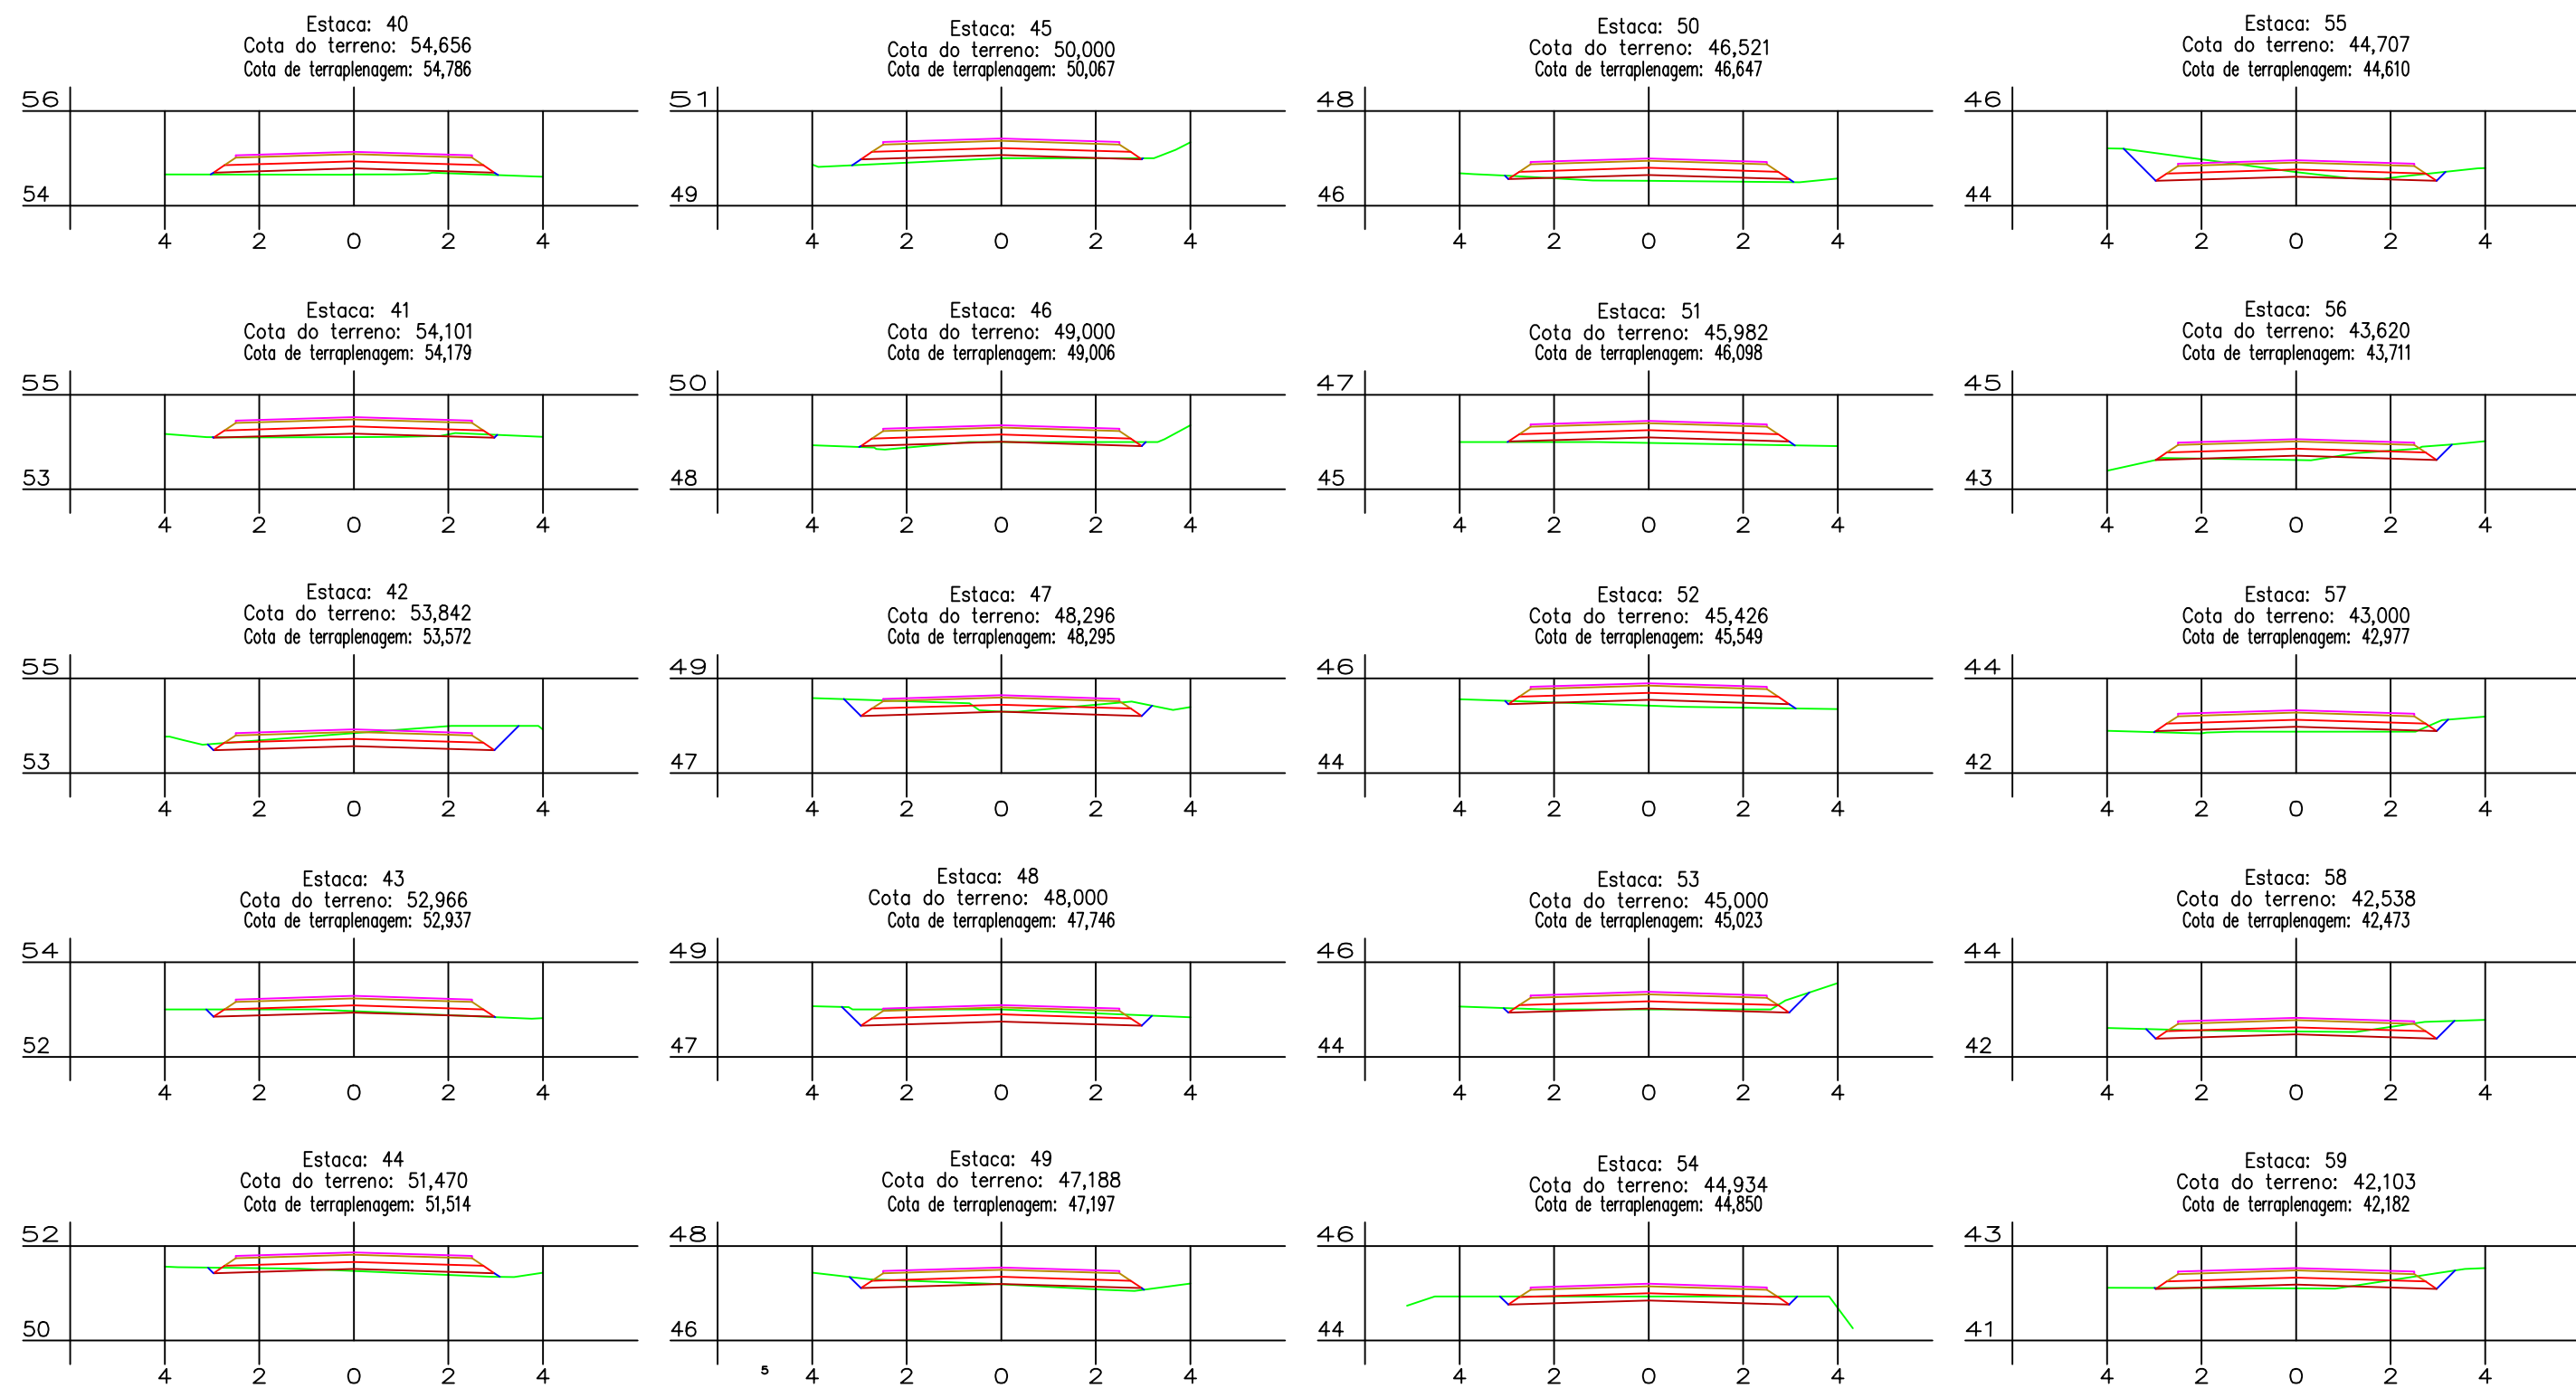 Estaca: 40
Cota do terreno: 54,656
Cota de terraplenagem: 54,786
56
54
4 2 0 2 4
Estaca: 45
Cota do terreno: 50,000
Cota de terraplenagem: 50,067
51
49
4 2 0 2 4
Estaca: 50
Cota do terreno: 46,521
Cota de terraplenagem: 46,647
48
46
4 2 0 2 4
Estaca: 55
Cota do terreno: 44,707
Cota de terraplenagem: 44,610
46
44
4 2 0 2 4
Estaca: 41
Cota do terreno: 54,101
Cota de terraplenagem: 54,179
55
53
4 2 0 2 4
Estaca: 46
Cota do terreno: 49,000
Cota de terraplenagem: 49,006
50
48
4 2 0 2 4
Estaca: 51
Cota do terreno: 45,982
Cota de terraplenagem: 46,098
47
45
4 2 0 2 4
Estaca: 56
Cota do terreno: 43,620
Cota de terraplenagem: 43,711
45
43
4 2 0 2 4
Estaca: 42
Cota do terreno: 53,842
Cota de terraplenagem: 53,572
55
53
4 2 0 2 4
Estaca: 47
Cota do terreno: 48,296
Cota de terraplenagem: 48,295
49
47
4 2 0 2 4
Estaca: 52
Cota do terreno: 45,426
Cota de terraplenagem: 45,549
46
44
4 2 0 2 4
Estaca: 57
Cota do terreno: 43,000
Cota de terraplenagem: 42,977
44
42
4 2 0 2 4
Estaca: 43
Cota do terreno: 52,966
Cota de terraplenagem: 52,937
54
52
4 2 0 2 4
Estaca: 48
Cota do terreno: 48,000
Cota de terraplenagem: 47,746
49
47
4 2 0 2 4
Estaca: 53
Cota do terreno: 45,000
Cota de terraplenagem: 45,023
46
44
4 2 0 2 4
Estaca: 58
Cota do terreno: 42,538
Cota de terraplenagem: 42,473
44
42
4 2 0 2 4
Estaca: 44
Cota do terreno: 51,470
Cota de terraplenagem: 51,514
52
50
4 2 0 2 4
Estaca: 49
Cota do terreno: 47,188
Cota de terraplenagem: 47,197
48
46
5
4 2 0 2 4
Estaca: 54
Cota do terreno: 44,934
Cota de terraplenagem: 44,850
46
44
4 2 0 2 4
Estaca: 59
Cota do terreno: 42,103
Cota de terraplenagem: 42,182
43
41
4 2 0 2 4